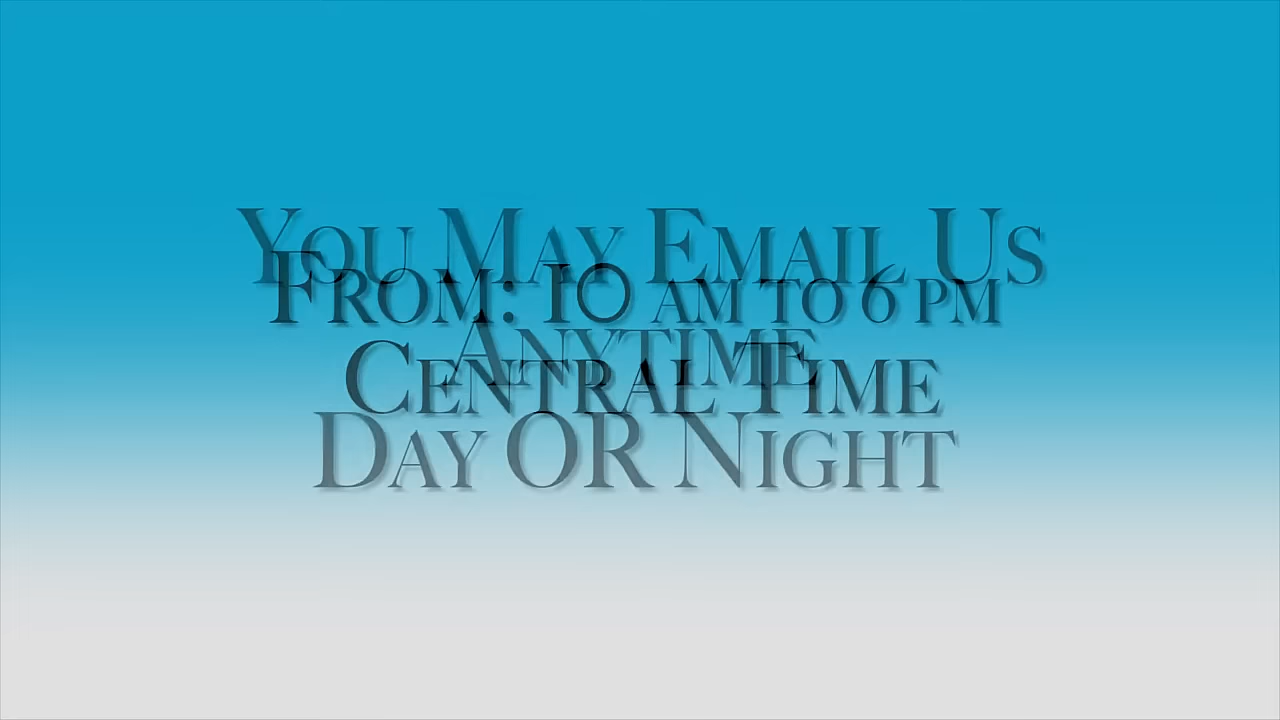 You May Email Us
From: 10 am to 6 pm
Anytime
Central Time
Day OR Night